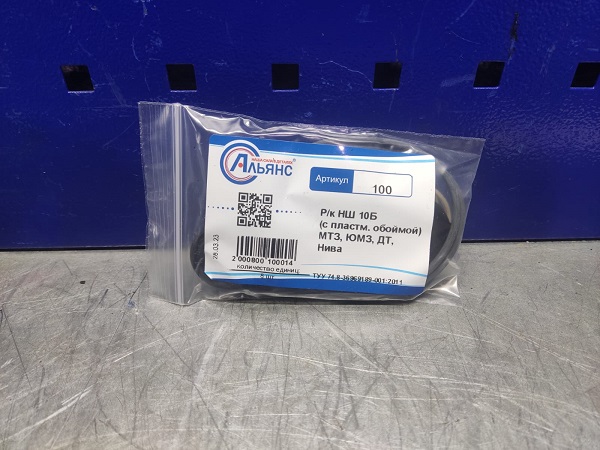 АЛЬЯНС®
Артикул 100
Р/к НШ 10Б
(с пластм. обоймой)
МТЗ, ЮМЗ, ДТ,
Нива
28.03.23
2 000800 100014
количество единиц
ТУУ 74.8-36969189-001:2011